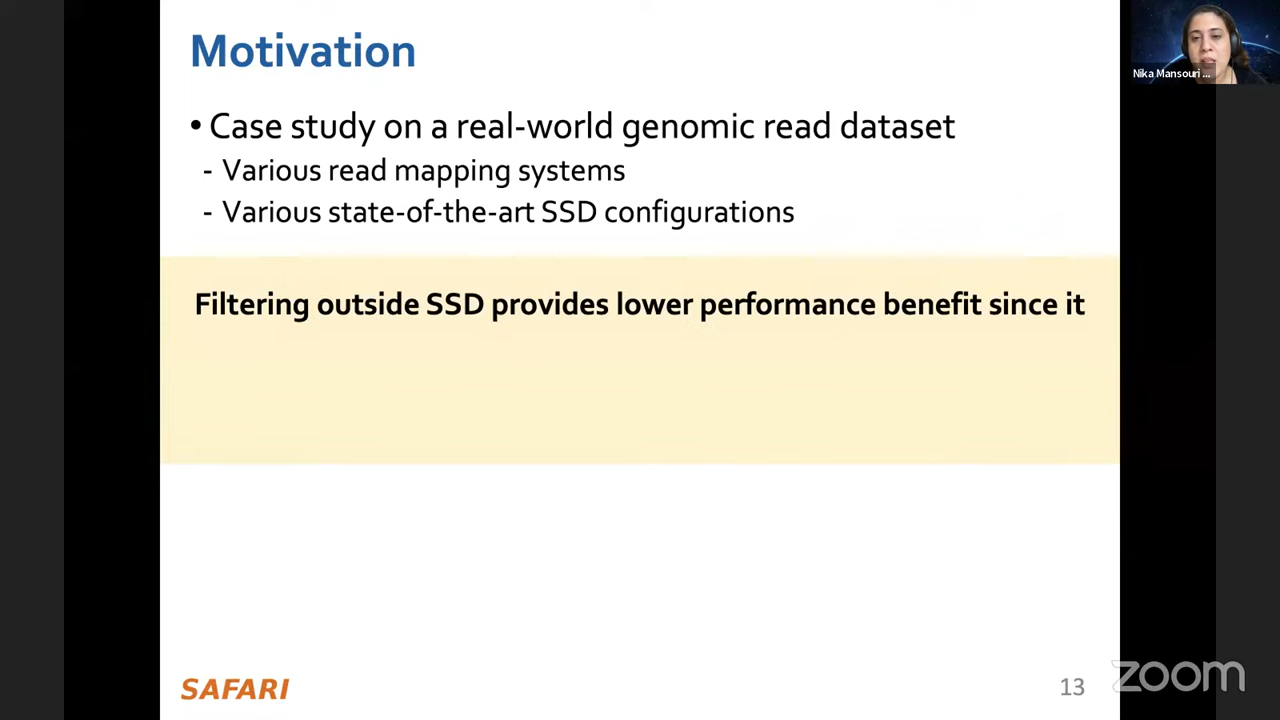 Motivation
Nika Mansouri ...
• Case study on a real-world genomic read dataset
- Various read mapping systems
- Various state-of-the-art SSD configurations
Filtering outside SSD provides lower performance benefit since it
SAFARI
13
zoom